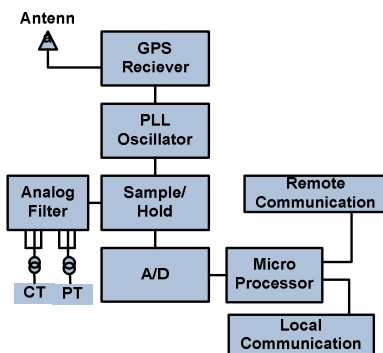 Antenn
a
GPS
Reciever
PLL
Oscillator
Analog
Filter
Sample/
Hold
Remote
Communication
A/D
Micro
Processor
CT
PT
Local
Communication